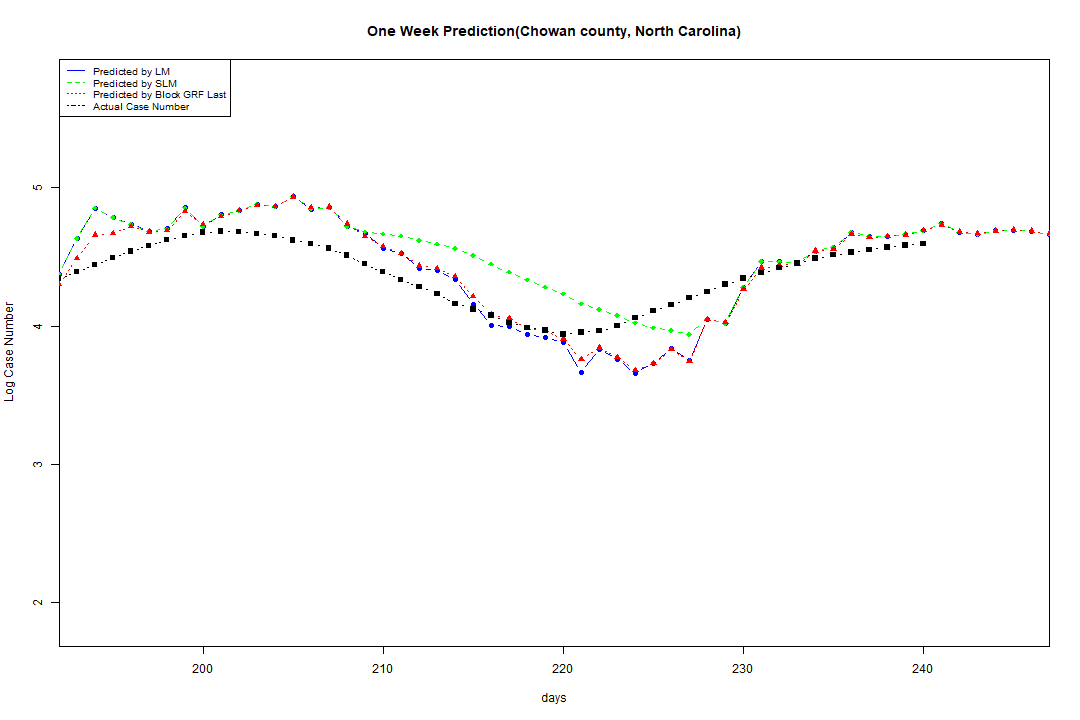 One Week Prediction(Chowan county, North Carolina)
Predicted by LM
Predicted by SLM
Predicted by Block GRF Last
Actual Case Number
5
4
3
2
Log Case Number
200 210 220 230 240
days